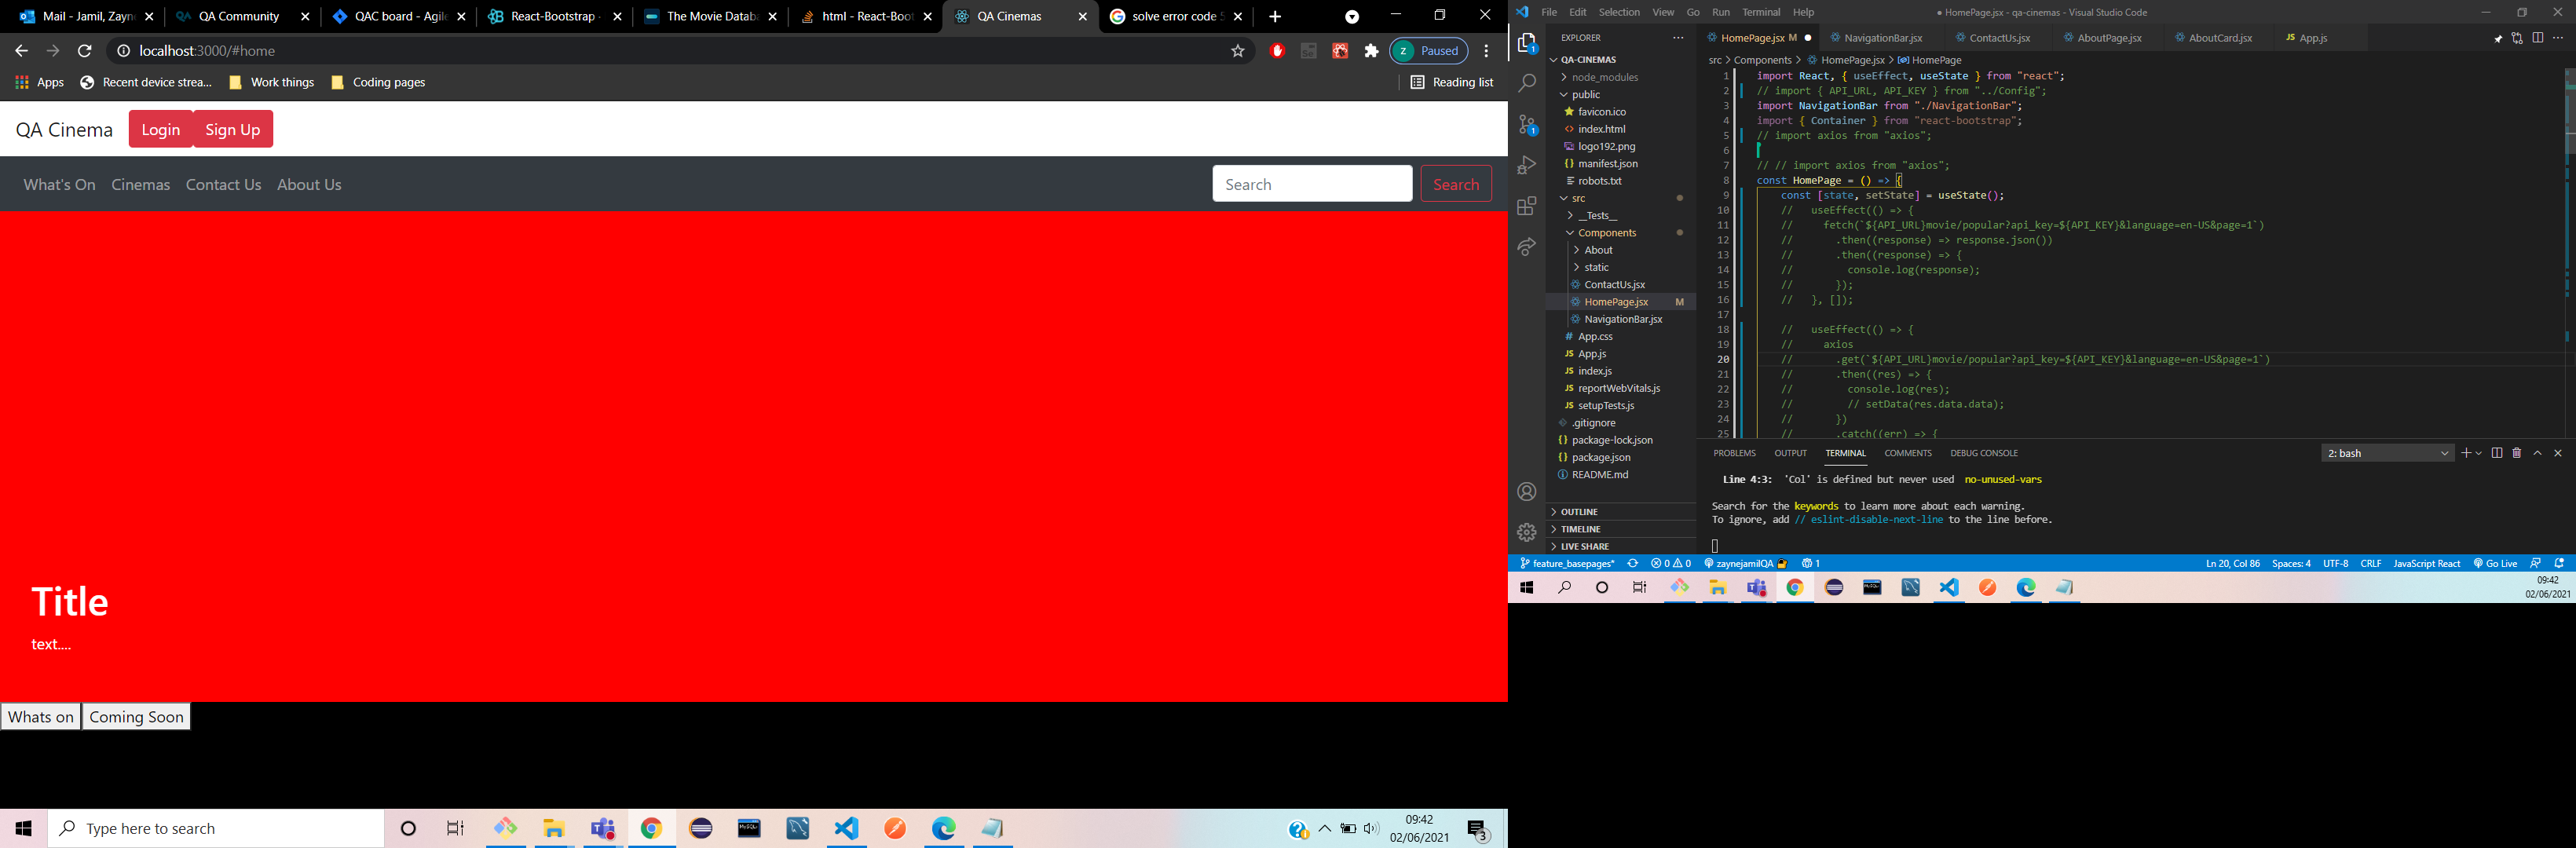 Mail - Jamil, Zayn
QA Community
QAC board - Agile
React-Bootstrap
The Movie Datab
html - React-Boot
QA Cinemas
solve error code 5
localhost:3000/#home
Paused
Apps
Recent device strea...
Work things
Coding pages
Reading list
QA Cinema
Login
Sign Up
What's On
Cinemas
Contact Us
About Us
Search
Search
Title
text....
Whats on
Coming Soon
Type here to search
09:42
02/06/2021
3
File Edit Selection View Go Run Terminal Help
● HomePage.jsx - qa-cinemas - Visual Studio Code
EXPLORER
QA-CINEMAS
node_modules
public
favicon.ico
index.html
logo192.png
manifest.json
robots.txt
src
__Tests__
Components
About
static
ContactUs.jsx
HomePage.jsx M
NavigationBar.jsx
App.css
App.js
index.js
reportWebVitals.js
setupTests.js
.gitignore
package-lock.json
package.json
README.md
OUTLINE
TIMELINE
LIVE SHARE
HomePage.jsx M
NavigationBar.jsx
ContactUs.jsx
AboutPage.jsx
AboutCard.jsx
App.js
src > Components > HomePage.jsx > HomePage
1 import React, { useEffect, useState } from "react";
2 // import { API_URL, API_KEY } from "../Config";
3 import NavigationBar from "./NavigationBar";
4 import { Container } from "react-bootstrap";
5 // import axios from "axios";
6
7 // // import axios from "axios";
8 const HomePage = () => {
9 const [state, setState] = useState();
10 // useEffect(() => {
11 // fetch(`${API_URL}movie/popular?api_key=${API_KEY}&language=en-US&page=1`)
12 // .then((response) => response.json())
13 // .then((response) => {
14 // console.log(response);
15 // });
16 // }, []);
17
18 // useEffect(() => {
19 // axios
20 // .get(`${API_URL}movie/popular?api_key=${API_KEY}&language=en-US&page=1`)
21 // .then((res) => {
22 // console.log(res);
23 // // setData(res.data.data);
24 // })
25 // .catch((err) => {
PROBLEMS OUTPUT TERMINAL COMMENTS DEBUG CONSOLE
2: bash
Line 4:3: 'Col' is defined but never used no-unused-vars
Search for the keywords to learn more about each warning.
To ignore, add // eslint-disable-next-line to the line before.
feature_basepages*
0 0
zaynejamilQA
1
Ln 20, Col 86
Spaces: 4
UTF-8
CRLF
JavaScript React
Go Live
09:42
02/06/2021